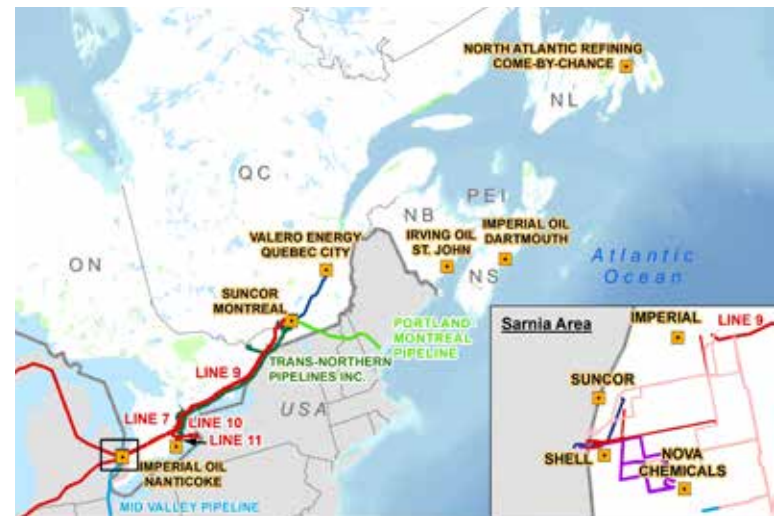 NORTH ATLANTIC REFINING
COME-BY-CHANCE
NL
QC
PEI
NB
VALERO ENERGY
QUEBEC CITY
IRVING OIL
ST. JOHN
IMPERIAL OIL
DARTMOUTH
NS
Atlantic
Ocean
ON
SUNCOR
MONTREAL
PORTLAND
MONTREAL
PIPELINE
TRANS-NORTHERN
PIPELINES INC.
LINE 9
USA
LINE 7
LINE 10
LINE 11
IMPERIAL OIL
NANTICOKE
MID VALLEY PIPELINE
Sarnia Area
IMPERIAL
LINE 9
SUNCOR
SHELL
NOVA
CHEMICALS